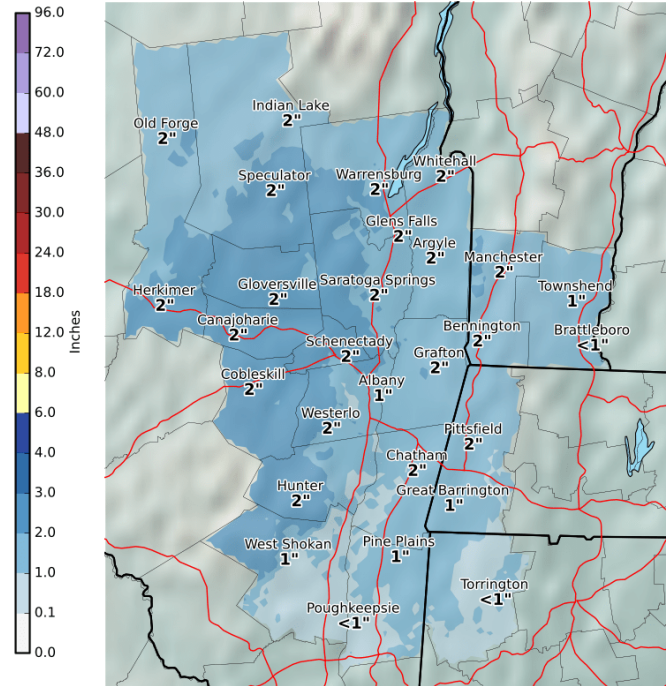 96.0
72.0
60.0
48.0
36.0
30.0
24.0
18.0
12.0
8.0
6.0
4.0
3.0
2.0
1.0
0.1
0.0
Inches
Indian Lake
2"
Old Forge
2"
Speculator
2"
Warrensburg
2"
Whitehall
2"
Glens Falls
2"
Argyle
2"
Manchester
2"
Herkimer
2"
Gloversville
2"
Saratoga Springs
2"
Townshend
1"
Canajoharie
2"
Schenectady
2"
Bennington
2"
Brattleboro
<1"
Grafton
2"
Cobleskill
2"
Albany
1"
Westerlo
2"
Pittsfield
2"
Chatham
2"
Hunter
2"
Great Barrington
1"
West Shokan
1"
Pine Plains
1"
Torrington
<1"
Poughkeepsie
<1"